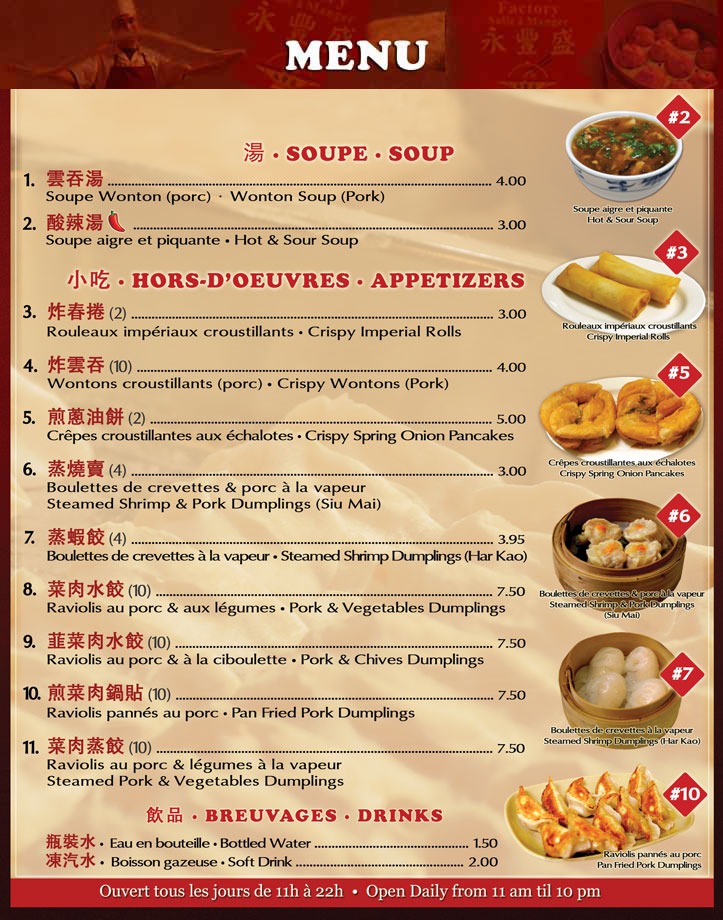 Factory
Salle à Manger
永豐盛
& Manger
永豐
MENU
湯 • SOUPE • SOUP
1. 雲吞湯 4.00
Soupe Wonton (porc) · Wonton Soup (Pork)
2. 酸辣湯 3.00
Soupe aigre et piquante • Hot & Sour Soup
小吃 • HORS-D'OEUVRES • APPETIZERS
3. 炸春捲 (2) 3.00
Rouleaux impériaux croustillants • Crispy Imperial Rolls
4. 炸雲吞 (10) 4.00
Wontons croustillants (porc) • Crispy Wontons (Pork)
5. 煎蔥油餅 (2) 5.00
Crêpes croustillantes aux échalotes • Crispy Spring Onion Pancakes
6. 蒸燒賣 (4) 3.00
Boulettes de crevettes & porc à la vapeur
Steamed Shrimp & Pork Dumplings (Siu Mai)
7. 蒸蝦餃 (4) 3.95
Boulettes de crevettes à la vapeur • Steamed Shrimp Dumplings (Har Kao)
8. 菜肉水餃 (10) 7.50
Raviolis au porc & aux légumes • Pork & Vegetables Dumplings
9. 韮菜肉水餃 (10) 7.50
Raviolis au porc & à la ciboulette • Pork & Chives Dumplings
10. 煎菜肉鍋貼 (10) 7.50
Raviolis pannés au porc • Pan Fried Pork Dumplings
11. 菜肉蒸餃 (10) 7.50
Raviolis au porc & légumes à la vapeur
Steamed Pork & Vegetables Dumplings
飲品 • BREUVAGES • DRINKS
瓶裝水 • Eau en bouteille • Bottled Water 1.50
凍汽水 • Boisson gazeuse • Soft Drink 2.00
#2
Soupe aigre et piquante
Hot & Sour Soup
#3
Rouleaux impériaux croustillants
Crispy Imperial Rolls
#5
Crêpes croustillantes aux échalotes
Crispy Spring Onion Pancakes
#6
Boulettes de crevettes & porc à la vapeur
Steamed Shrimp & Pork Dumplings
(Siu Mai)
#7
Boulettes de crevettes à la vapeur
Steamed Shrimp Dumplings (Har Kao)
#10
Raviolis pannés au porc
Pan Fried Pork Dumplings
Ouvert tous les jours de 11h à 22h • Open Daily from 11 am til 10 pm